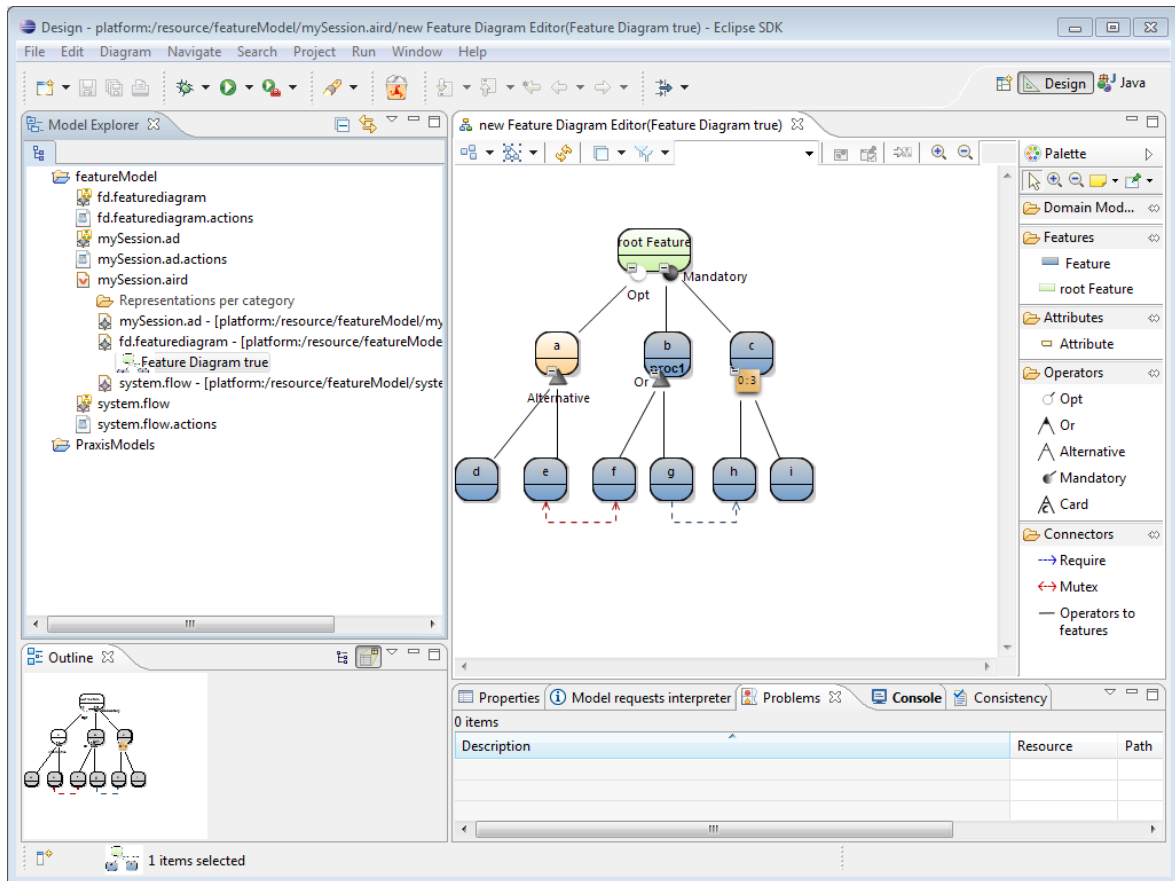 Design - platform:/resource/featureModel/mySession.aird/new Feature Diagram Editor(Feature Diagram true) - Eclipse SDK
File Edit Diagram Navigate Search Project Run Window Help
Design Java
Model Explorer
featureModel
fd.featurediagram
fd.featurediagram.actions
mySession.ad
mySession.ad.actions
mySession.aird
Representations per category
mySession.ad - [platform:/resource/featureModel/my
fd.featurediagram - [platform:/resource/featureMode
Feature Diagram true
system.flow - [platform:/resource/featureModel/syste
system.flow
system.flow.actions
PraxisModels
new Feature Diagram Editor(Feature Diagram true)
root Feature
Mandatory
Opt
a b c
proc1
Or
0:3
Alternative
d e f g h i
Palette
Domain Mod...
Features
Feature
root Feature
Attributes
Attribute
Operators
Opt
Or
Alternative
Mandatory
Card
Connectors
Require
Mutex
Operators to
features
Outline
Properties Model requests interpreter Problems Console Consistency
0 items
Description Resource Path
1 items selected